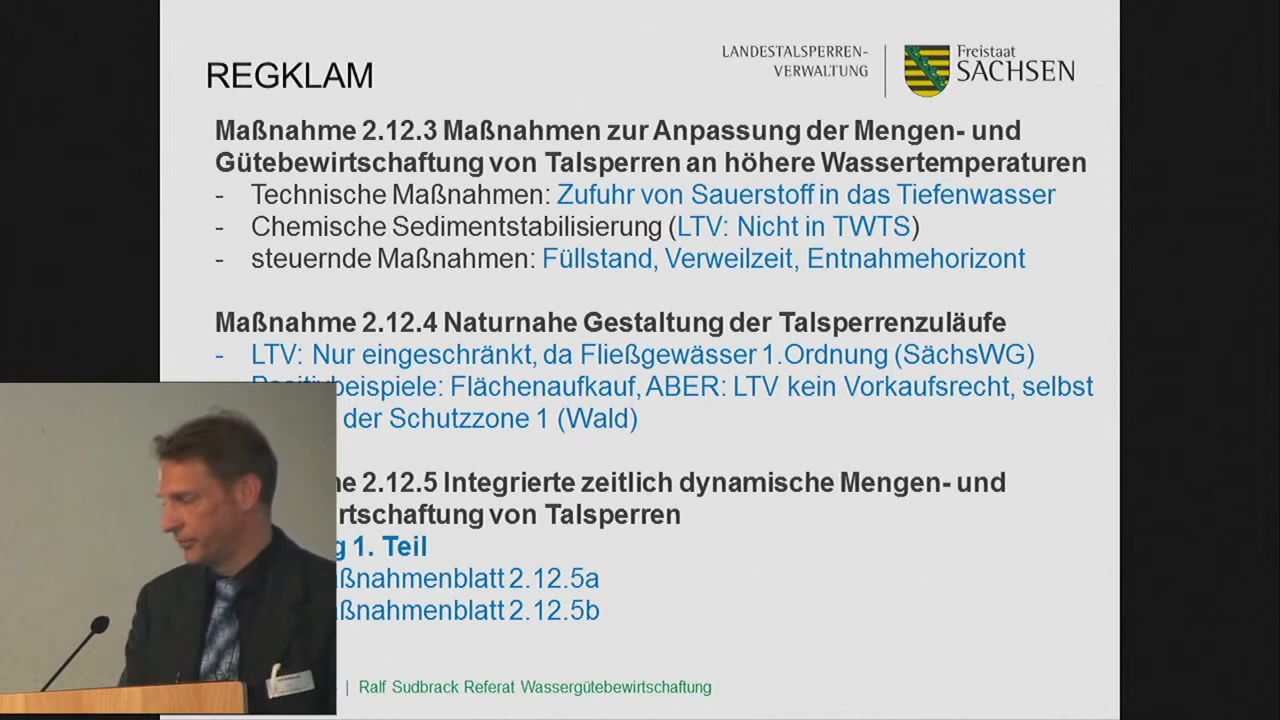 LANDESTALSPERREN-
VERWALTUNG
Freistaat
SACHSEN
REGKLAM
Maßnahme 2.12.3 Maßnahmen zur Anpassung der Mengen- und
Gütebewirtschaftung von Talsperren an höhere Wassertemperaturen
- Technische Maßnahmen: Zufuhr von Sauerstoff in das Tiefenwasser
- Chemische Sedimentstabilisierung (LTV: Nicht in TWTS)
- steuernde Maßnahmen: Füllstand, Verweilzeit, Entnahmehorizont
Maßnahme 2.12.4 Naturnahe Gestaltung der Talsperrenzuläufe
- LTV: Nur eingeschränkt, da Fließgewässer 1.Ordnung (SächsWG)
Positivbeispiele: Flächenaufkauf, ABER: LTV kein Vorkaufsrecht, selbst
der Schutzzone 1 (Wald)
2.12.5 Integrierte zeitlich dynamische Mengen- und
von Talsperren
1. Teil
2.12.5a
2.12.5b
| Ralf Sudbrack Referat Wassergütebewirtschaftung